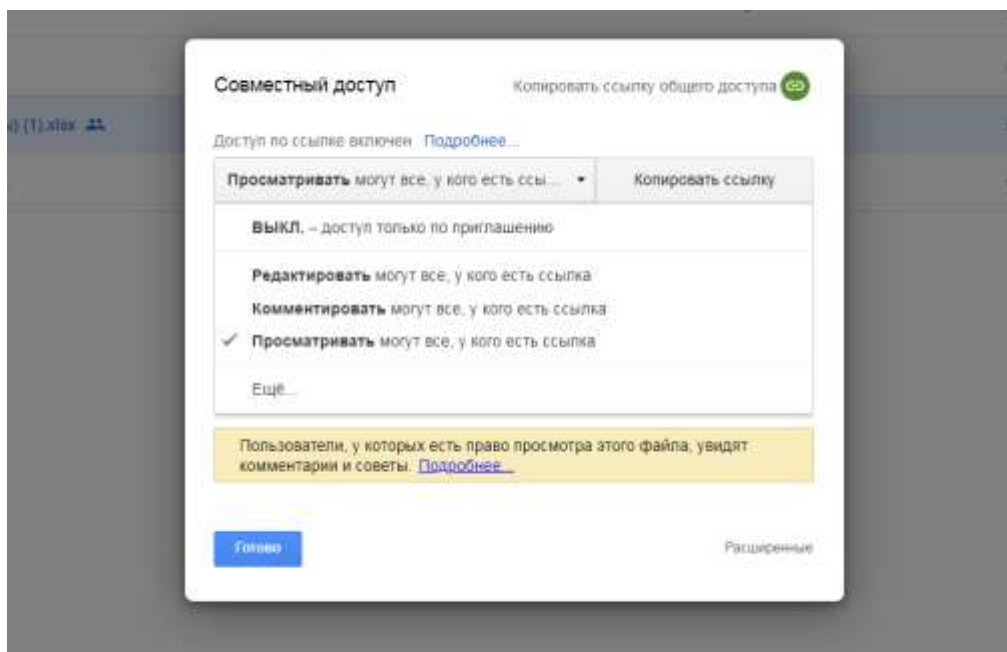 Совместный доступ
Копировать ссылку общего доступа
(1).xlsx
Доступ по ссылке включен Подробнее...
Просматривать могут все, у кого есть ссы...
Копировать ссылку
ВЫКЛ. – доступ только по приглашению
Редактировать могут все, у кого есть ссылка
Комментировать могут все, у кого есть ссылка
Просматривать могут все, у кого есть ссылка
Ещё...
Пользователи, у которых есть право просмотра этого файла, увидят
комментарии и советы. Подробнее...
Готово
Расширенные